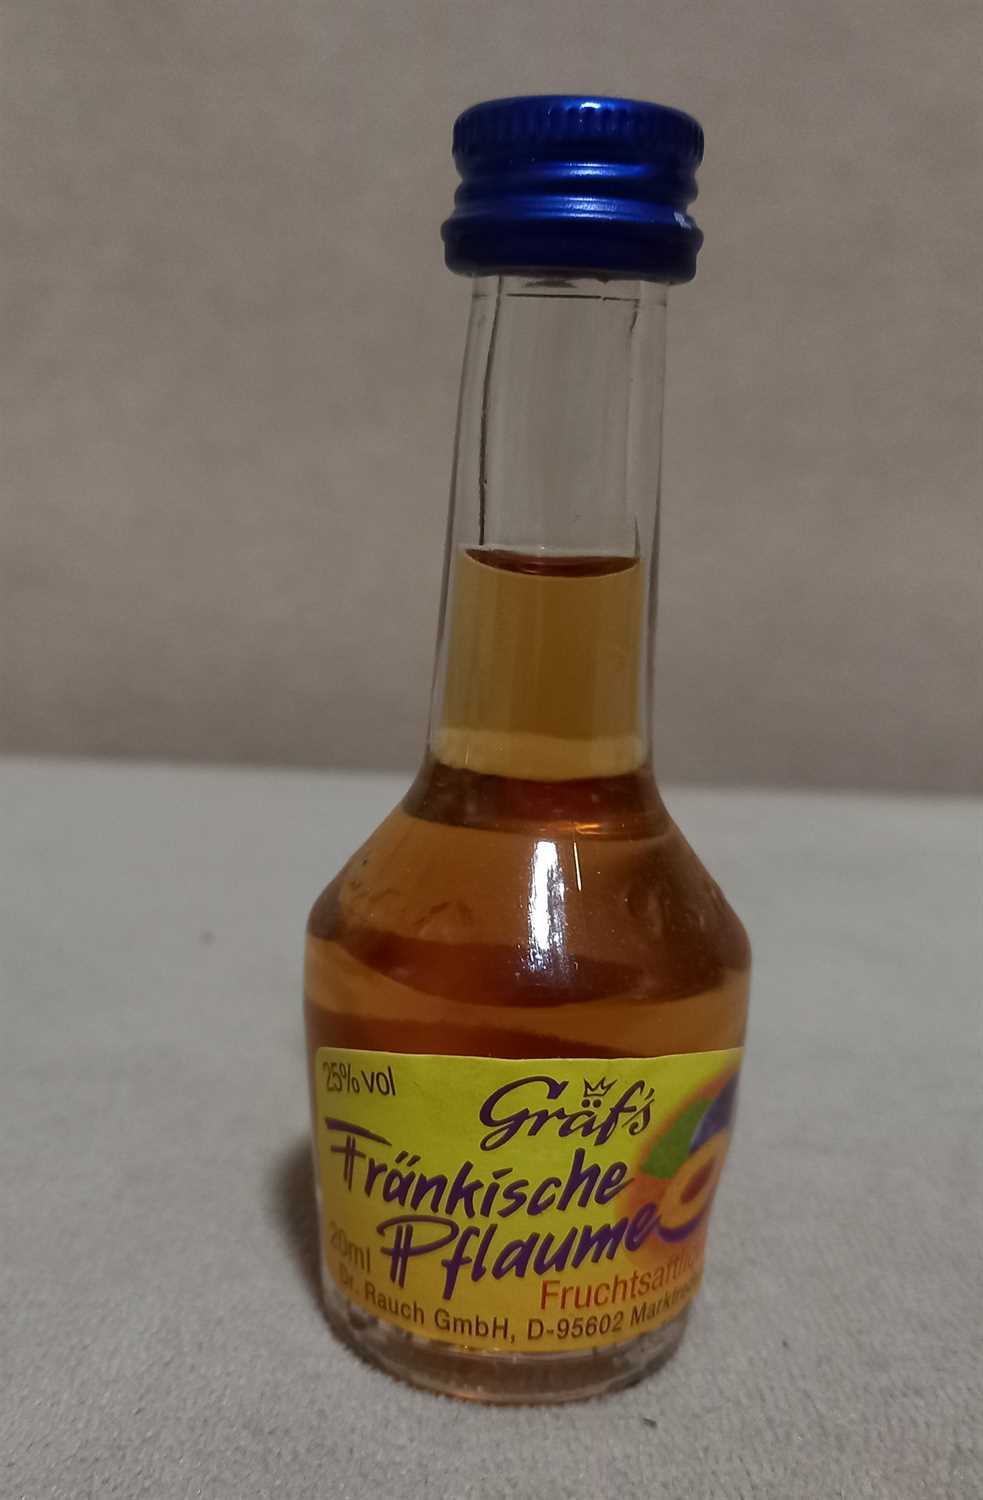 25% vol
Gräf's
Fränkische
Pflaume
20ml
Dr. Rauch GmbH, D-95602